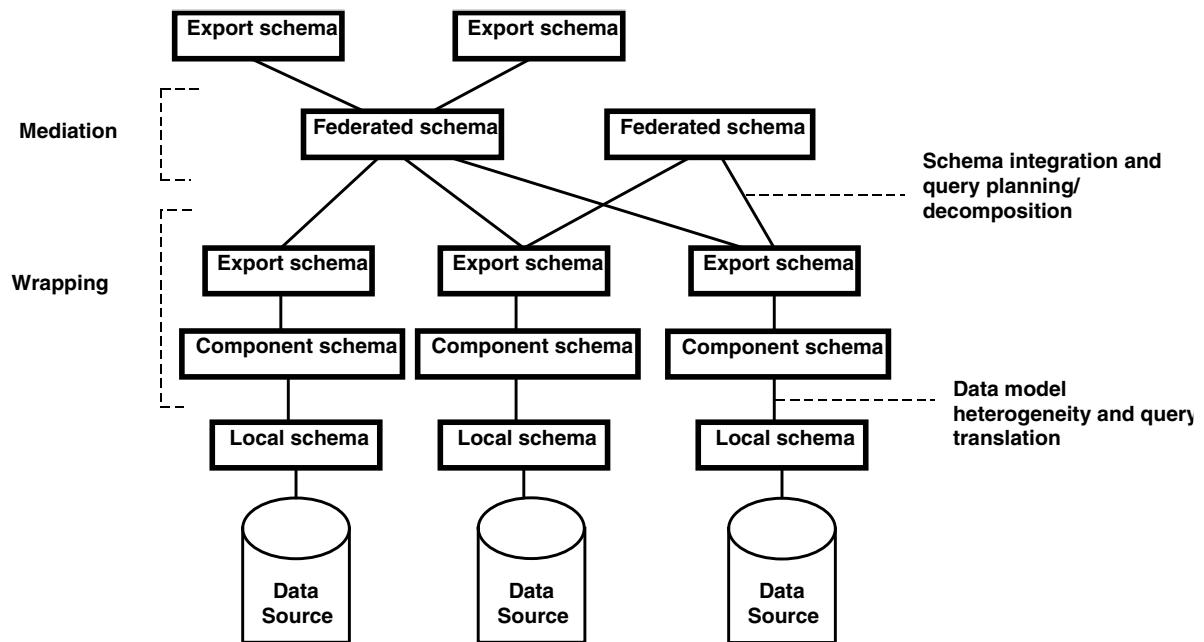 Export schema
Export schema
Mediation
Federated schema
Federated schema
Schema integration and
query planning/
decomposition
Wrapping
Export schema
Export schema
Export schema
Component schema
Component schema
Component schema
Data model
heterogeneity and query
translation
Local schema
Local schema
Local schema
Data
Source
Data
Source
Data
Source